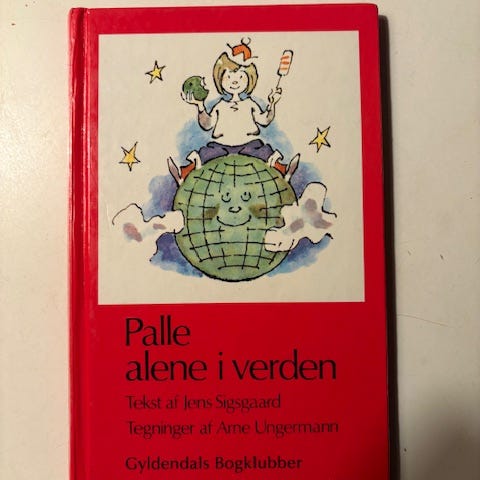 Palle
alene i verden
Tekst af Jens Sigsgaard
Tegninger af Arne Ungermann
Gyldendals Bogklubber